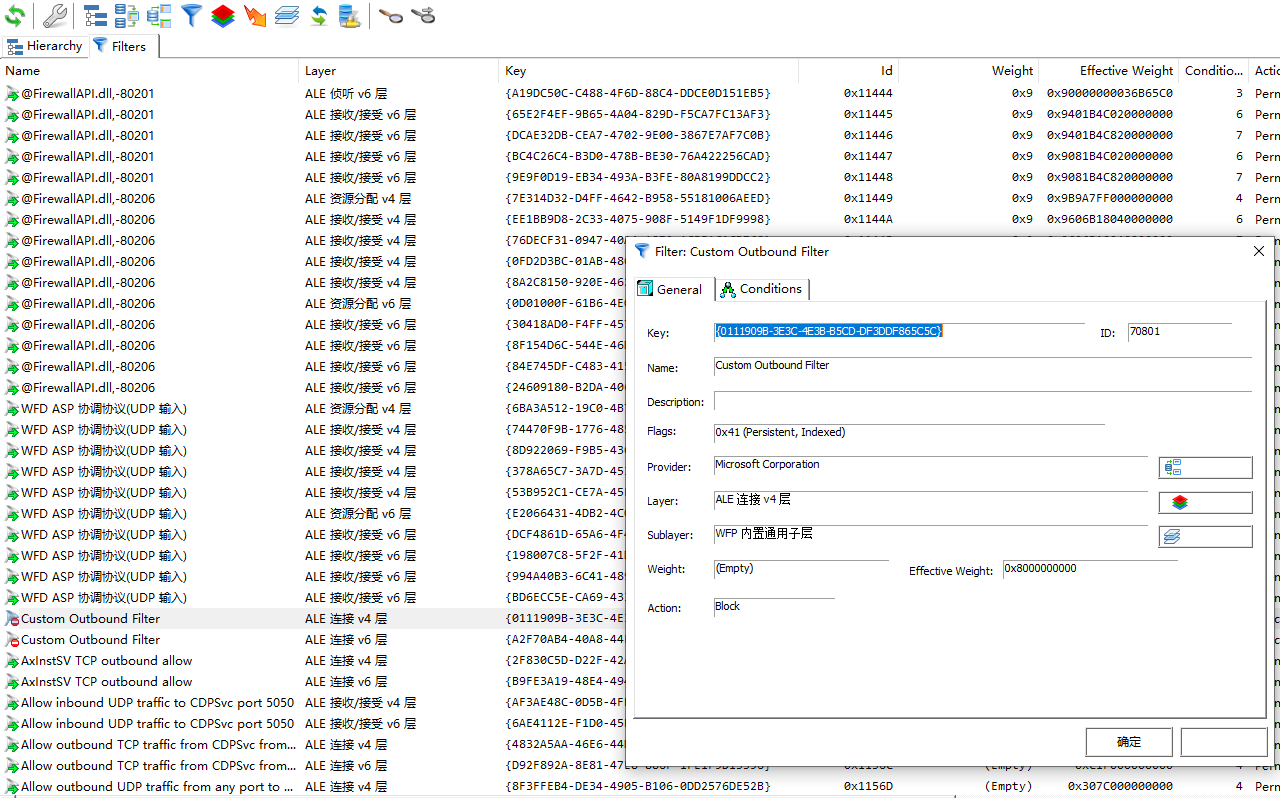 Hierarchy Filters
Name Layer Key Id Weight Effective Weight Conditio... Actio
@FirewallAPI.dll,-80201 ALE 侦听 v6 层 {A19DC50C-C488-4F6D-88C4-DDCE0D151EB5} 0x11444 0x9 0x90000000036B65C0 3 Perm
@FirewallAPI.dll,-80201 ALE 接收/接受 v6 层 {65E2F4EF-9B65-4A04-829D-F5CA7FC13AF3} 0x11445 0x9 0x9401B4C020000000 6 Perm
@FirewallAPI.dll,-80201 ALE 接收/接受 v6 层 {DCAE32DB-CEA7-4702-9E00-3867E7AF7C0B} 0x11446 0x9 0x9401B4C820000000 7 Perm
@FirewallAPI.dll,-80201 ALE 接收/接受 v6 层 {BC4C26C4-B3D0-478B-BE30-76A422256CAD} 0x11447 0x9 0x9081B4C020000000 6 Perm
@FirewallAPI.dll,-80201 ALE 接收/接受 v6 层 {9E9F0D19-EB34-493A-B3FE-80A8199DDCC2} 0x11448 0x9 0x9081B4C820000000 7 Perm
@FirewallAPI.dll,-80206 ALE 资源分配 v4 层 {7E314D32-D4FF-4642-B958-55181006AEED} 0x11449 0x9 0x9B9A7FF000000000 4 Perm
@FirewallAPI.dll,-80206 ALE 接收/接受 v4 层 {EE1BB9D8-2C33-4075-908F-5149F1DF9998} 0x1144A 0x9 0x9606B18040000000 6 Perm
@FirewallAPI.dll,-80206 ALE 接收/接受 v4 层 {76DECF31-0947-40
@FirewallAPI.dll,-80206 ALE 接收/接受 v4 层 {0FD2D3BC-01AB-48
@FirewallAPI.dll,-80206 ALE 接收/接受 v4 层 {8A2C8150-920E-46
@FirewallAPI.dll,-80206 ALE 资源分配 v6 层 {0D01000F-61B6-4E
@FirewallAPI.dll,-80206 ALE 接收/接受 v6 层 {30418AD0-F4FF-45
@FirewallAPI.dll,-80206 ALE 接收/接受 v6 层 {8F154D6C-544E-46
@FirewallAPI.dll,-80206 ALE 接收/接受 v6 层 {84E745DF-C483-41
@FirewallAPI.dll,-80206 ALE 接收/接受 v6 层 {24609180-B2DA-40
WFD ASP 协调协议(UDP 输入) ALE 资源分配 v4 层 {6BA3A512-19C0-4B
WFD ASP 协调协议(UDP 输入) ALE 接收/接受 v4 层 {74470F9B-1776-48
WFD ASP 协调协议(UDP 输入) ALE 接收/接受 v4 层 {8D922069-F9B5-43
WFD ASP 协调协议(UDP 输入) ALE 接收/接受 v4 层 {378A65C7-3A7D-45
WFD ASP 协调协议(UDP 输入) ALE 接收/接受 v4 层 {53B952C1-CE7A-45
WFD ASP 协调协议(UDP 输入) ALE 资源分配 v6 层 {E2066431-4DB2-4C
WFD ASP 协调协议(UDP 输入) ALE 接收/接受 v6 层 {DCF4861D-65A6-4F
WFD ASP 协调协议(UDP 输入) ALE 接收/接受 v6 层 {198007C8-5F2F-41
WFD ASP 协调协议(UDP 输入) ALE 接收/接受 v6 层 {994A40B3-6C41-48
WFD ASP 协调协议(UDP 输入) ALE 接收/接受 v6 层 {BD6ECC5E-CA69-43
Custom Outbound Filter ALE 连接 v4 层 {0111909B-3E3C-4E
Custom Outbound Filter ALE 连接 v6 层 {A2F70AB4-40A8-44
AxInstSV TCP outbound allow ALE 连接 v4 层 {2F830C5D-D22F-42
AxInstSV TCP outbound allow ALE 连接 v6 层 {B9FE3A19-48E4-49
Allow inbound UDP traffic to CDPSvc port 5050 ALE 接收/接受 v4 层 {AF3AE48C-0D5B-4F
Allow inbound UDP traffic to CDPSvc port 5050 ALE 接收/接受 v6 层 {6AE4112E-F1D0-45
Allow outbound TCP traffic from CDPSvc from... ALE 连接 v4 层 {4832A5AA-46E6-44
Allow outbound TCP traffic from CDPSvc from... ALE 连接 v6 层 {D92F892A-8E81-47
Allow outbound UDP traffic from any port to ... ALE 连接 v4 层 {8F3FFEB4-DE34-4905-B106-0DD2576DE52B} 0x1156D (Empty) 0x307C000000 4 Perm
Filter: Custom Outbound Filter
General Conditions
Key: {0111909B-3E3C-4E3B-B5CD-DF3DDF865C5C} ID: 70801
Name: Custom Outbound Filter
Description:
Flags: 0x41 (Persistent, Indexed)
Provider: Microsoft Corporation
Layer: ALE 连接 v4 层
Sublayer: WFP 内置通用子层
Weight: (Empty) Effective Weight: 0x8000000000
Action: Block
确定